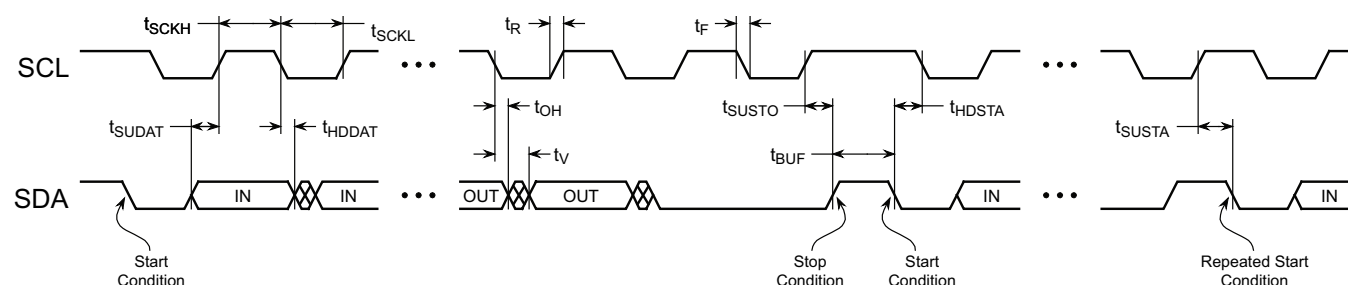 tSCKH
tSCKL
tR
tF
SCL
tSUDAT
tHDDAT
tOH
tSUSTO
tHDSTA
tSUSTA
tV
tBUF
SDA
IN
IN
OUT
OUT
IN
IN
Start
Condition
Stop
Condition
Start
Condition
Repeated Start
Condition